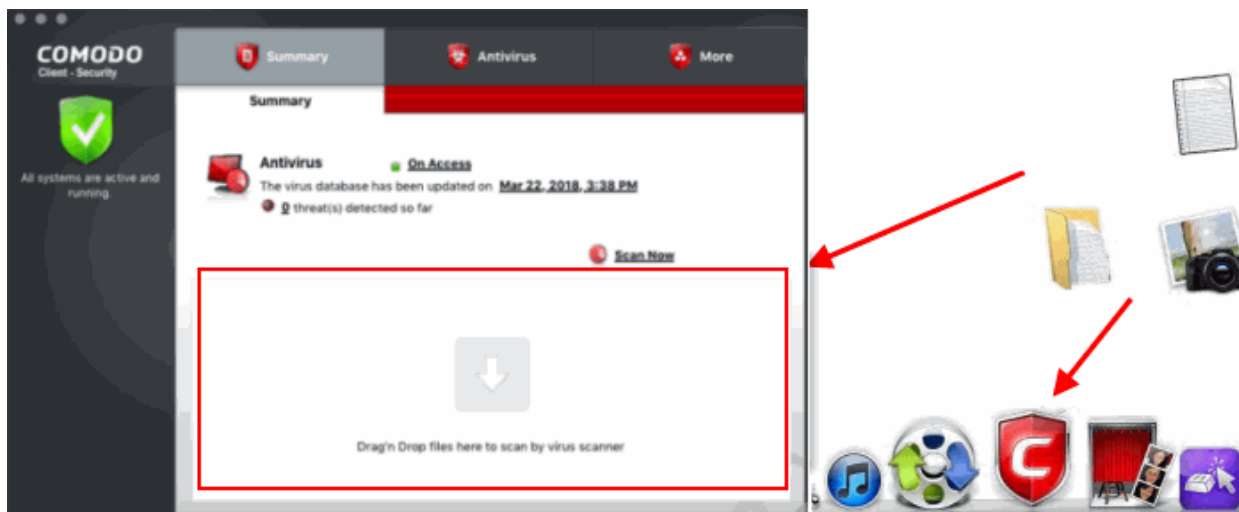 COMODO
Client - Security
Summary
Antivirus
More
Summary
All systems are active and
running.
Antivirus
On Access
The virus database has been updated on Mar 22, 2018, 3:38 PM
0 threat(s) detected so far
Scan Now
Drag'n Drop files here to scan by virus scanner
C